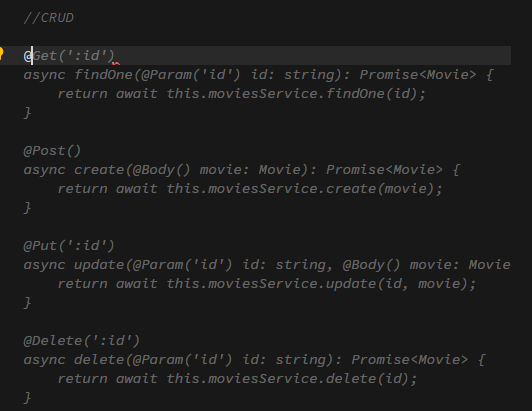 //CRUD
@Get(':id')
async findOne(@Param('id') id: string): Promise<Movie> {
return await this.moviesService.findOne(id);
}
@Post()
async create(@Body() movie: Movie): Promise<Movie> {
return await this.moviesService.create(movie);
}
@Put(':id')
async update(@Param('id') id: string, @Body() movie: Movie
return await this.moviesService.update(id, movie);
}
@Delete(':id')
async delete(@Param('id') id: string): Promise<Movie> {
return await this.moviesService.delete(id);
}